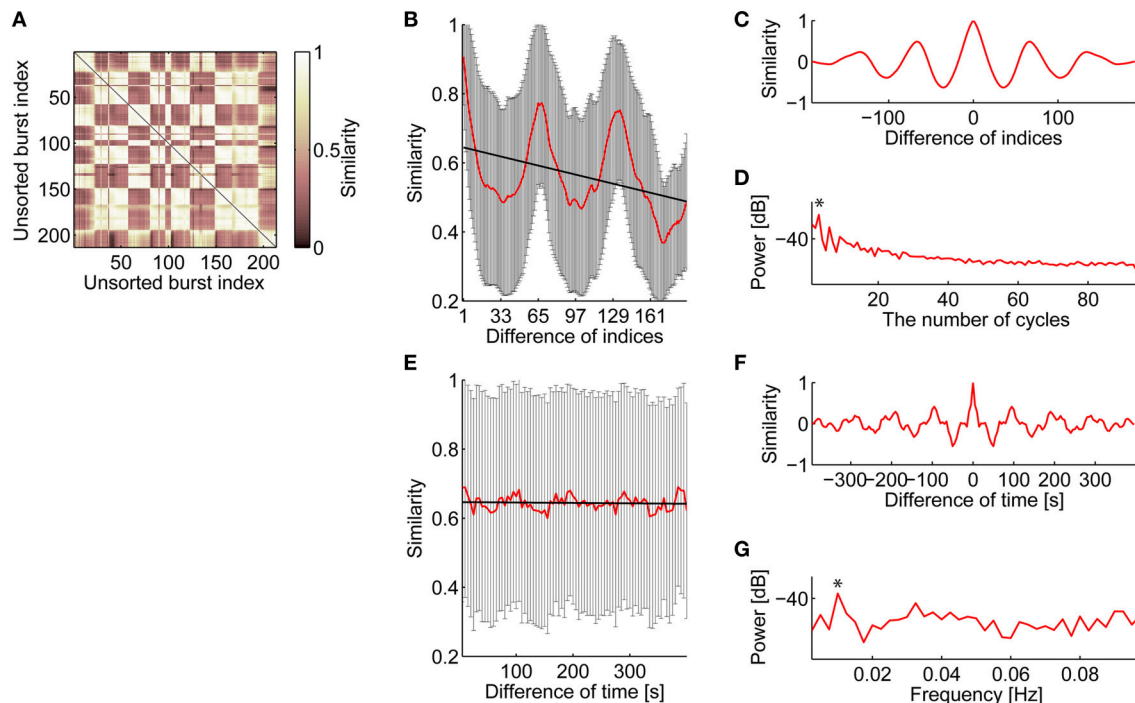 A
Unsorted burst index
50
100
150
200
50 100 150 200
Unsorted burst index
1
0.5
0
Similarity
B
Similarity
1
0.8
0.6
0.4
0.2
1 33 65 97 129 161
Difference of indices
C
Similarity
1
0
−1
−100 0 100
Difference of indices
D
Power [dB]
*
−40
20 40 60 80
The number of cycles
E
Similarity
1
0.8
0.6
0.4
0.2
100 200 300
Difference of time [s]
F
Similarity
1
0
−1
−300 −200 −100 0 100 200 300
Difference of time [s]
G
Power [dB]
*
−40
0.02 0.04 0.06 0.08
Frequency [Hz]